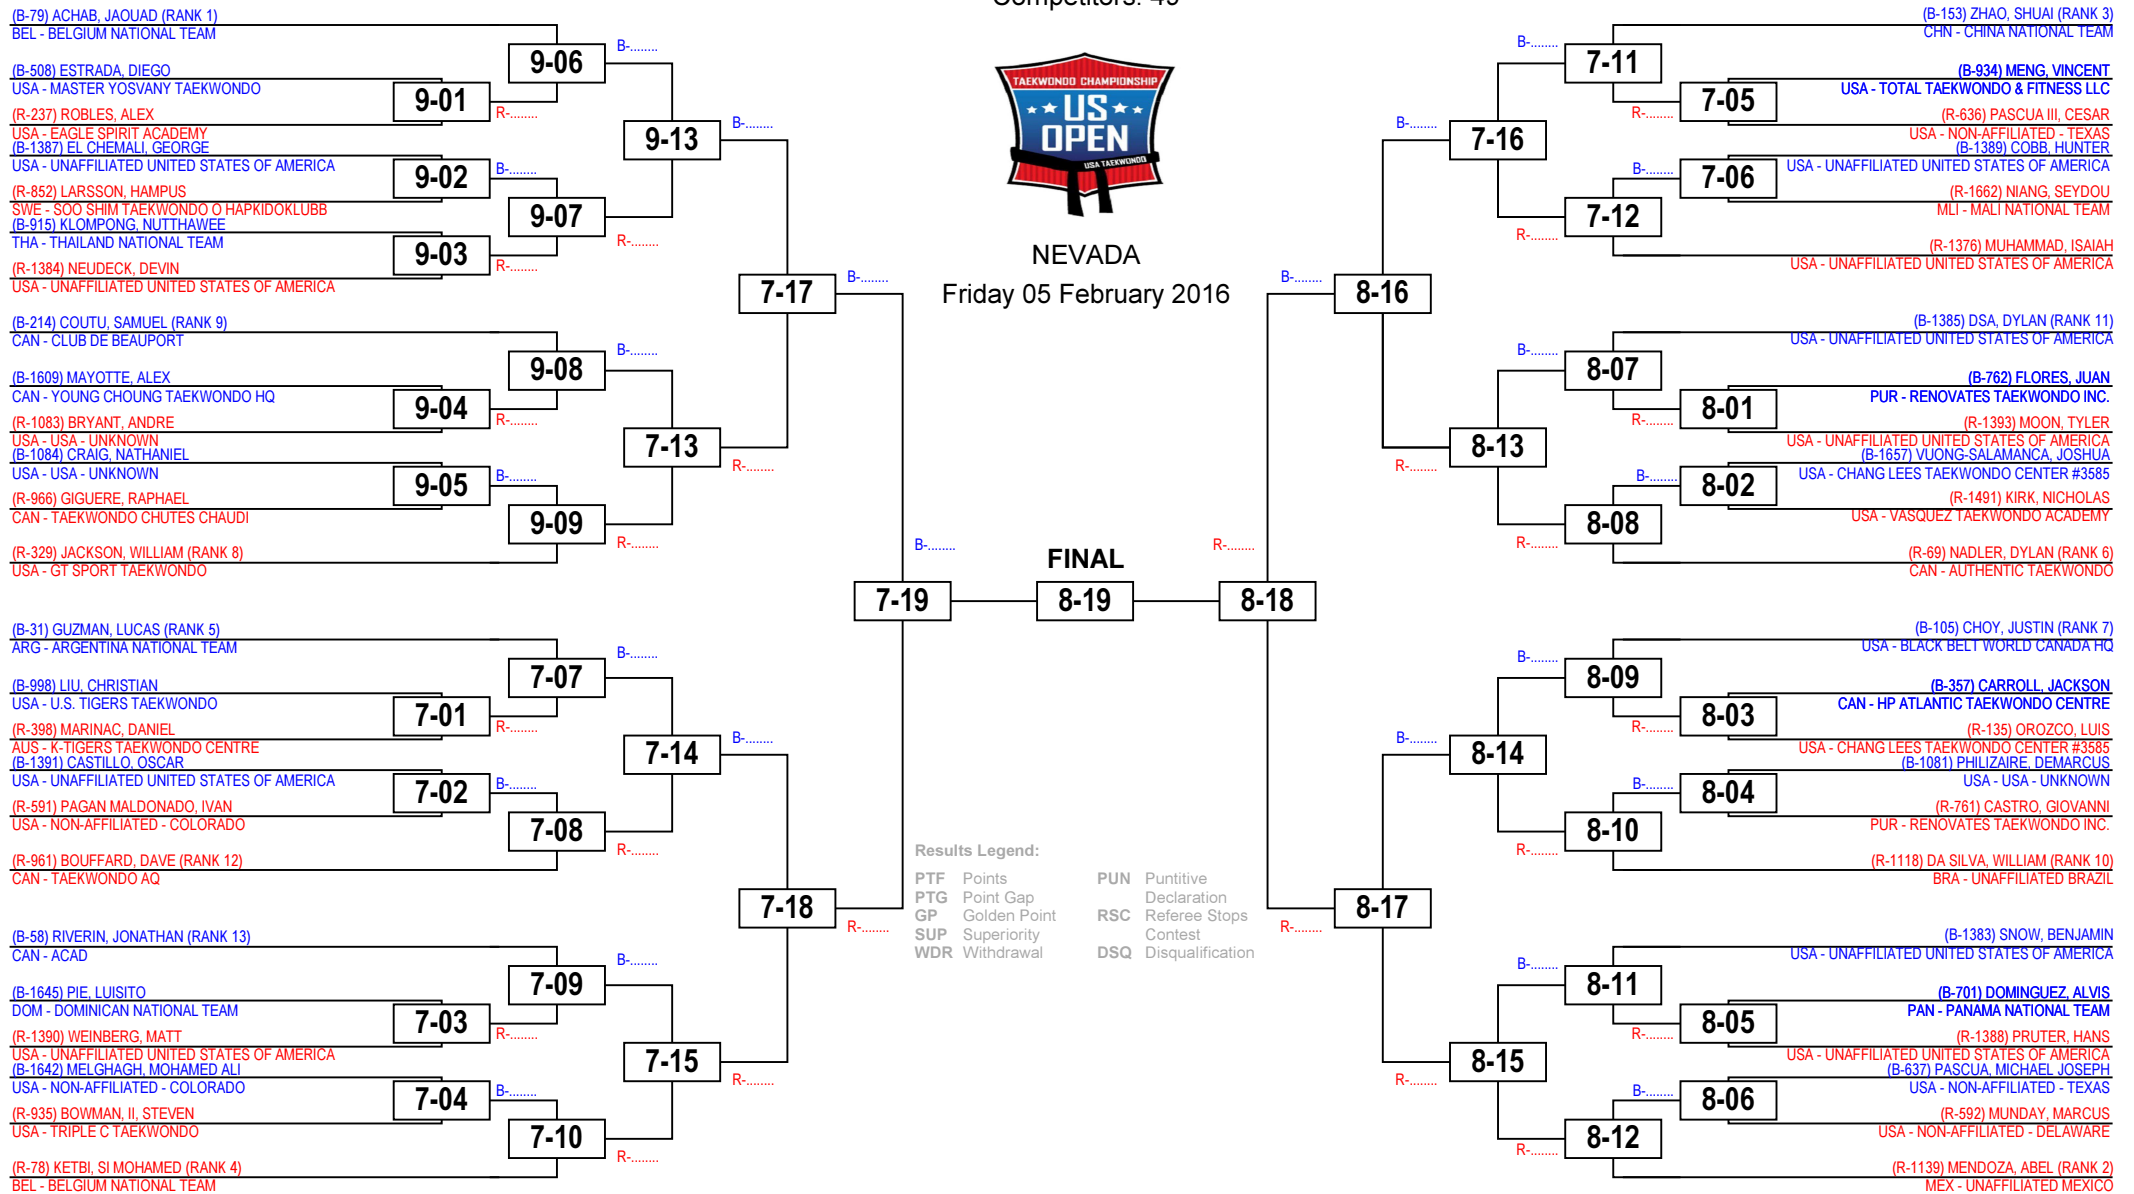 Competitors: 49
(B-79) ACHAB, JAOUAD (RANK 1)
BEL - BELGIUM NATIONAL TEAM
9-06
B-........
(B-508) ESTRADA, DIEGO
USA - MASTER YOSVANY TAEKWONDO
9-01
(R-237) ROBLES, ALEX
USA - EAGLE SPIRIT ACADEMY
R-........
9-13
B-........
(B-1387) EL CHEMALI, GEORGE
USA - UNAFFILIATED UNITED STATES OF AMERICA
9-02
B-........
(R-852) LARSSON, HAMPUS
SWE - SOO SHIM TAEKWONDO O HAPKIDOKLUBB
9-07
(B-915) KLOMPONG, NUTTHAWEE
THA - THAILAND NATIONAL TEAM
9-03
R-........
R-........
(R-1384) NEUDECK, DEVIN
USA - UNAFFILIATED UNITED STATES OF AMERICA
7-17
B-........
(B-214) COUTU, SAMUEL (RANK 9)
CAN - CLUB DE BEAUPORT
9-08
B-........
(B-1609) MAYOTTE, ALEX
CAN - YOUNG CHOUNG TAEKWONDO HQ
9-04
(R-1083) BRYANT, ANDRE
USA - USA - UNKNOWN
R-........
7-13
R-........
(B-1084) CRAIG, NATHANIEL
USA - USA - UNKNOWN
9-05
B-........
(R-966) GIGUERE, RAPHAEL
CAN - TAEKWONDO CHUTES CHAUDI
9-09
R-........
(R-329) JACKSON, WILLIAM (RANK 8)
USA - GT SPORT TAEKWONDO
B-........
7-19
(B-31) GUZMAN, LUCAS (RANK 5)
ARG - ARGENTINA NATIONAL TEAM
7-07
B-........
(B-998) LIU, CHRISTIAN
USA - U.S. TIGERS TAEKWONDO
7-01
(R-398) MARINAC, DANIEL
AUS - K-TIGERS TAEKWONDO CENTRE
R-........
7-14
B-........
(B-1391) CASTILLO, OSCAR
USA - UNAFFILIATED UNITED STATES OF AMERICA
7-02
B-........
(R-591) PAGAN MALDONADO, IVAN
USA - NON-AFFILIATED - COLORADO
7-08
R-........
(R-961) BOUFFARD, DAVE (RANK 12)
CAN - TAEKWONDO AQ
7-18
R-........
(B-58) RIVERIN, JONATHAN (RANK 13)
CAN - ACAD
7-09
B-........
(B-1645) PIE, LUISITO
DOM - DOMINICAN NATIONAL TEAM
7-03
(R-1390) WEINBERG, MATT
USA - UNAFFILIATED UNITED STATES OF AMERICA
R-........
7-15
R-........
(B-1642) MELGHAGH, MOHAMED ALI
USA - NON-AFFILIATED - COLORADO
7-04
B-........
(R-935) BOWMAN, II, STEVEN
USA - TRIPLE C TAEKWONDO
7-10
R-........
(R-78) KETBI, SI MOHAMED (RANK 4)
BEL - BELGIUM NATIONAL TEAM
TAEKWONDO CHAMPIONSHIP
US
OPEN
USA TAEKWONDO
NEVADA
Friday 05 February 2016
FINAL
8-19
Results Legend:
PTF Points
PTG Point Gap
GP Golden Point
SUP Superiority
WDR Withdrawal
PUN Puntitive
Declaration
RSC Referee Stops
Contest
DSQ Disqualification
(B-153) ZHAO, SHUAI (RANK 3)
CHN - CHINA NATIONAL TEAM
B-........
7-11
(B-934) MENG, VINCENT
USA - TOTAL TAEKWONDO & FITNESS LLC
7-05
R-........
(R-636) PASCUA III, CESAR
USA - NON-AFFILIATED - TEXAS
B-........
7-16
(B-1389) COBB, HUNTER
USA - UNAFFILIATED UNITED STATES OF AMERICA
B-........
7-06
(R-1662) NIANG, SEYDOU
MLI - MALI NATIONAL TEAM
7-12
R-........
(R-1376) MUHAMMAD, ISAIAH
USA - UNAFFILIATED UNITED STATES OF AMERICA
B-........
8-16
(B-1385) DSA, DYLAN (RANK 11)
USA - UNAFFILIATED UNITED STATES OF AMERICA
B-........
8-07
(B-762) FLORES, JUAN
PUR - RENOVATES TAEKWONDO INC.
8-01
R-........
(R-1393) MOON, TYLER
USA - UNAFFILIATED UNITED STATES OF AMERICA
8-13
R-........
(B-1657) VUONG-SALAMANCA, JOSHUA
USA - CHANG LEES TAEKWONDO CENTER #3585
B-........
8-02
(R-1491) KIRK, NICHOLAS
USA - VASQUEZ TAEKWONDO ACADEMY
8-08
R-........
(R-69) NADLER, DYLAN (RANK 6)
CAN - AUTHENTIC TAEKWONDO
R-........
8-18
(B-105) CHOY, JUSTIN (RANK 7)
USA - BLACK BELT WORLD CANADA HQ
B-........
8-09
(B-357) CARROLL, JACKSON
CAN - HP ATLANTIC TAEKWONDO CENTRE
8-03
R-........
(R-135) OROZCO, LUIS
USA - CHANG LEES TAEKWONDO CENTER #3585
B-........
8-14
(B-1081) PHILIZAIRE, DEMARCUS
USA - USA - UNKNOWN
B-........
8-04
(R-761) CASTRO, GIOVANNI
PUR - RENOVATES TAEKWONDO INC.
8-10
R-........
(R-1118) DA SILVA, WILLIAM (RANK 10)
BRA - UNAFFILIATED BRAZIL
8-17
R-........
(B-1383) SNOW, BENJAMIN
USA - UNAFFILIATED UNITED STATES OF AMERICA
B-........
8-11
(B-701) DOMINGUEZ, ALVIS
PAN - PANAMA NATIONAL TEAM
8-05
R-........
(R-1388) PRUTER, HANS
USA - UNAFFILIATED UNITED STATES OF AMERICA
8-15
R-........
(B-637) PASCUA, MICHAEL JOSEPH
USA - NON-AFFILIATED - TEXAS
B-........
8-06
(R-592) MUNDAY, MARCUS
USA - NON-AFFILIATED - DELAWARE
8-12
R-........
(R-1139) MENDOZA, ABEL (RANK 2)
MEX - UNAFFILIATED MEXICO